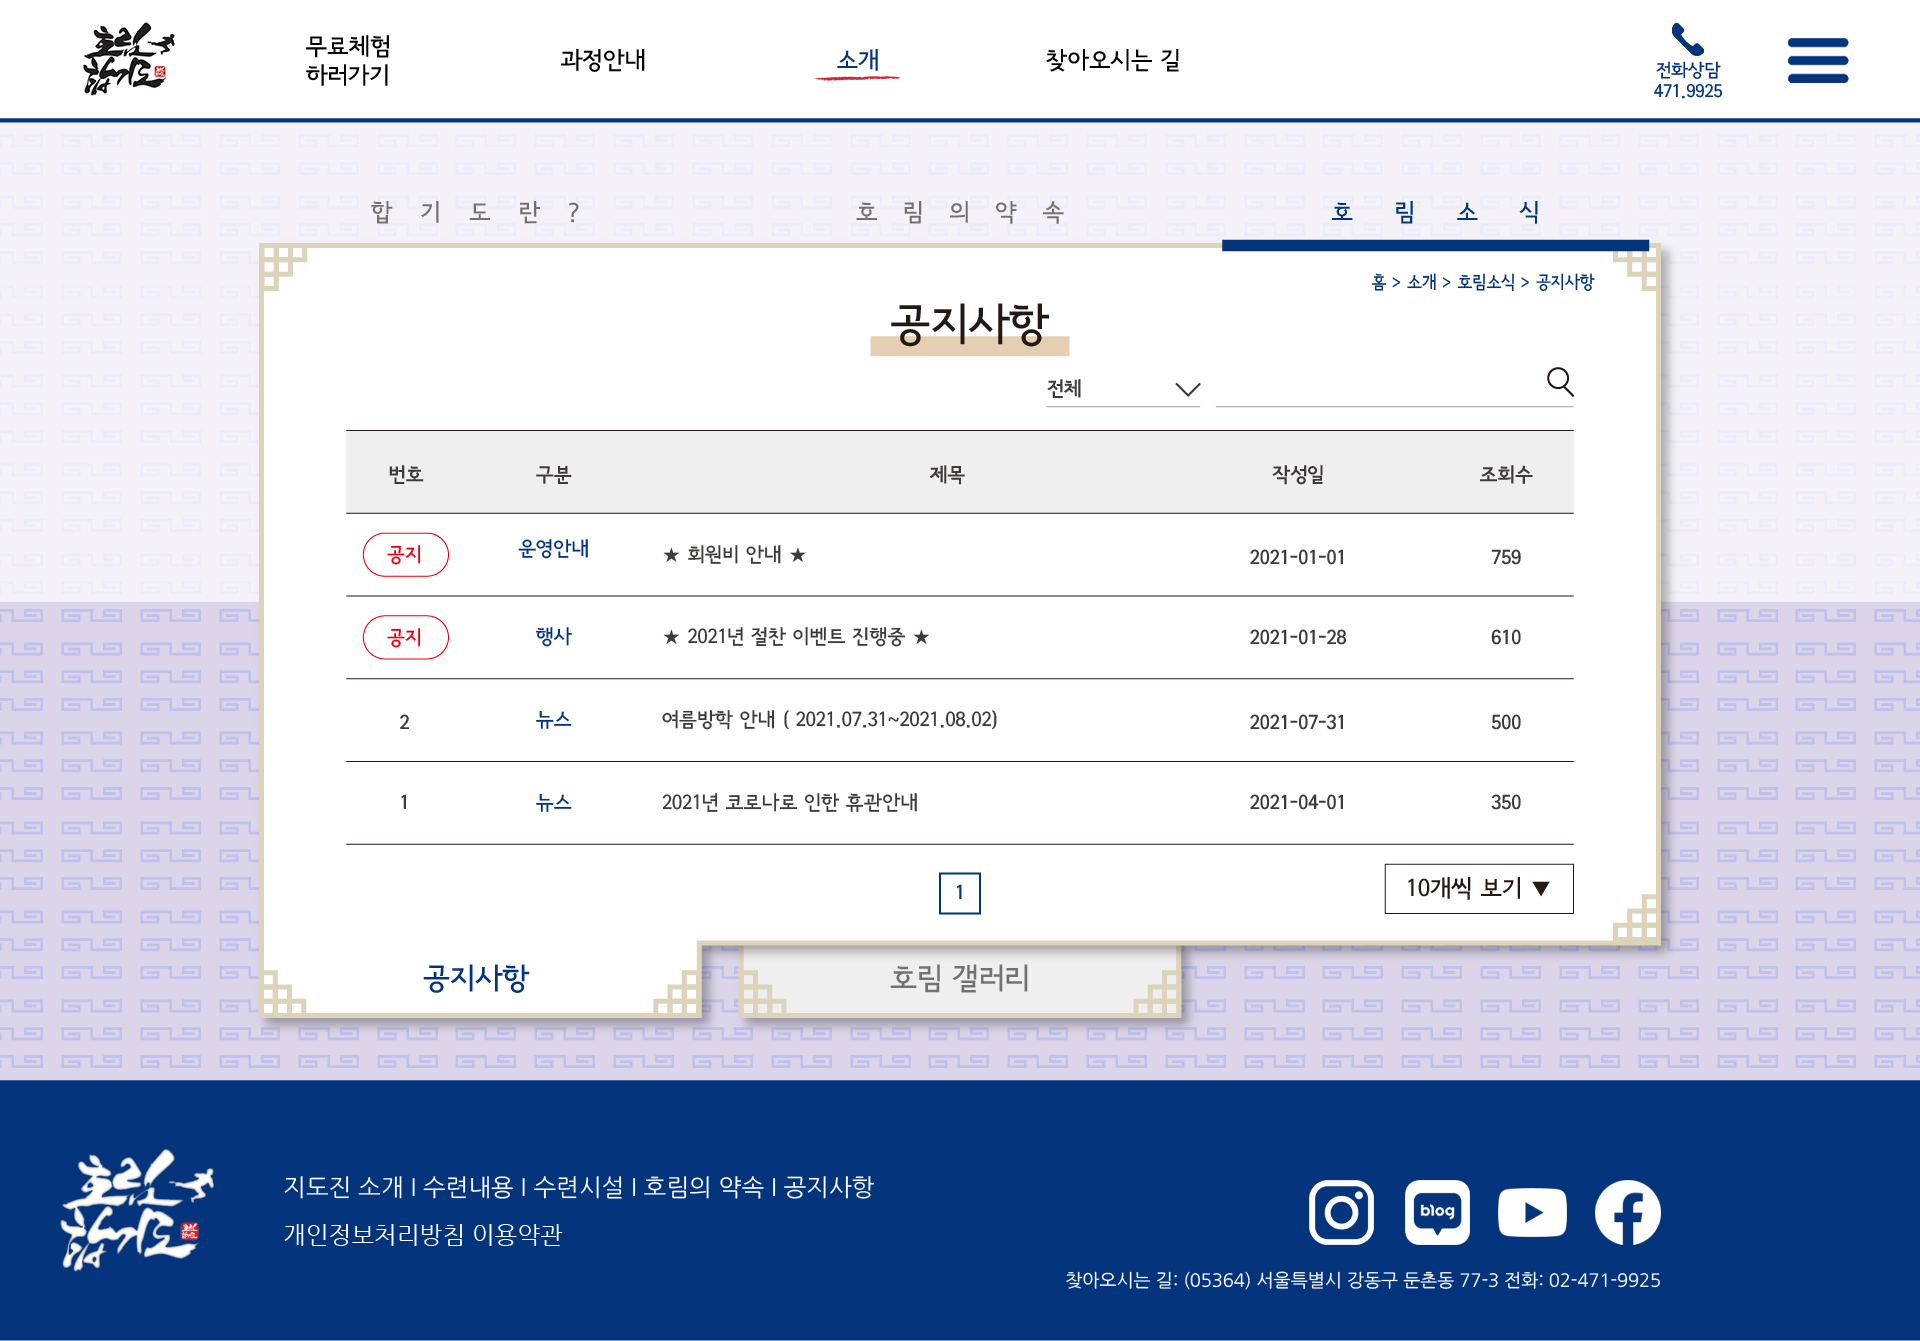 호림
합기도
무료체험
하러가기
과정안내
소개
찾아오시는 길
전화상담
471.9925
합기도란?
호림의약속
호림소식
홈 > 소개 > 호림소식 > 공지사항
공지사항
전체
번호 구분 제목 작성일 조회수
공지 운영안내 ★ 회원비 안내 ★ 2021-01-01 759
공지 행사 ★ 2021년 절찬 이벤트 진행중 ★ 2021-01-28 610
2 뉴스 여름방학 안내 ( 2021.07.31~2021.08.02) 2021-07-31 500
1 뉴스 2021년 코로나로 인한 휴관안내 2021-04-01 350
1
10개씩 보기 ▼
공지사항
호림 갤러리
호림
합기도
지도진 소개 | 수련내용 | 수련시설 | 호림의 약속 | 공지사항
개인정보처리방침 이용약관
blog
찾아오시는 길: (05364) 서울특별시 강동구 둔촌동 77-3 전화: 02-471-9925